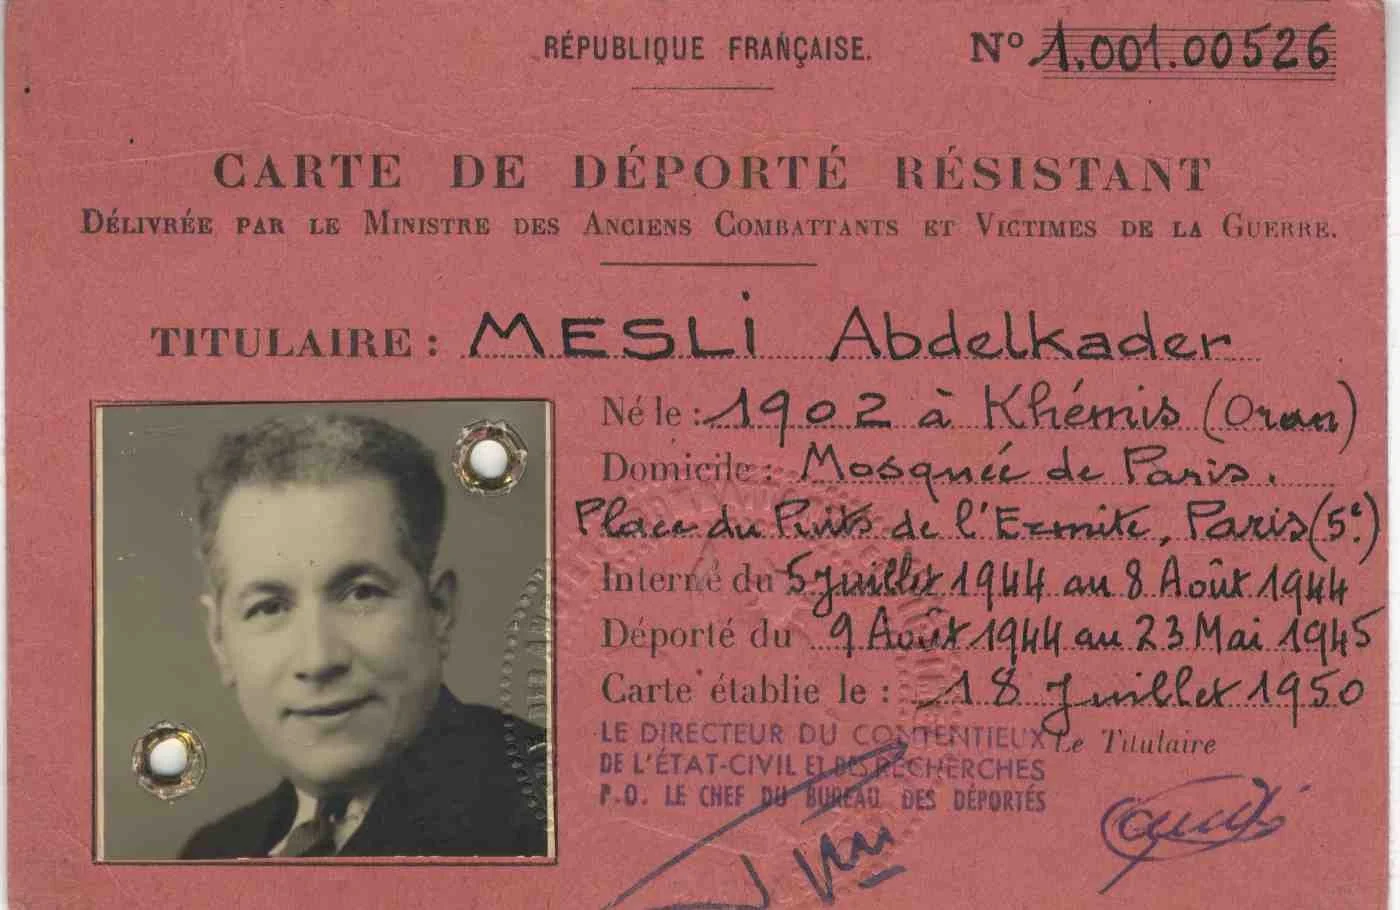 RÉPUBLIQUE FRANÇAISE.
Nº 1.001.00526
CARTE DE DÉPORTÉ RÉSISTANT
DÉLIVRÉE PAR LE MINISTRE DES ANCIENS COMBATTANTS ET VICTIMES DE LA GUERRE.
TITULAIRE : MESLI Abdelkader
Né le : 1902 à Khémis (Oran)
Domicile : Mosquée de Paris.
Place du Puits de l'Ermite, Paris (5e.)
Interné du 5 Juillet 1944 au 8 Août 1944
Déporté du 9 Août 1944 au 23 Mai 1945
Carte établie le : 18 Juillet 1950
LE DIRECTEUR DU CONTENTIEUX
DE L'ÉTAT-CIVIL ET DES RECHERCHES
P.O. LE CHEF DU BUREAU DES DÉPORTÉS
Le Titulaire